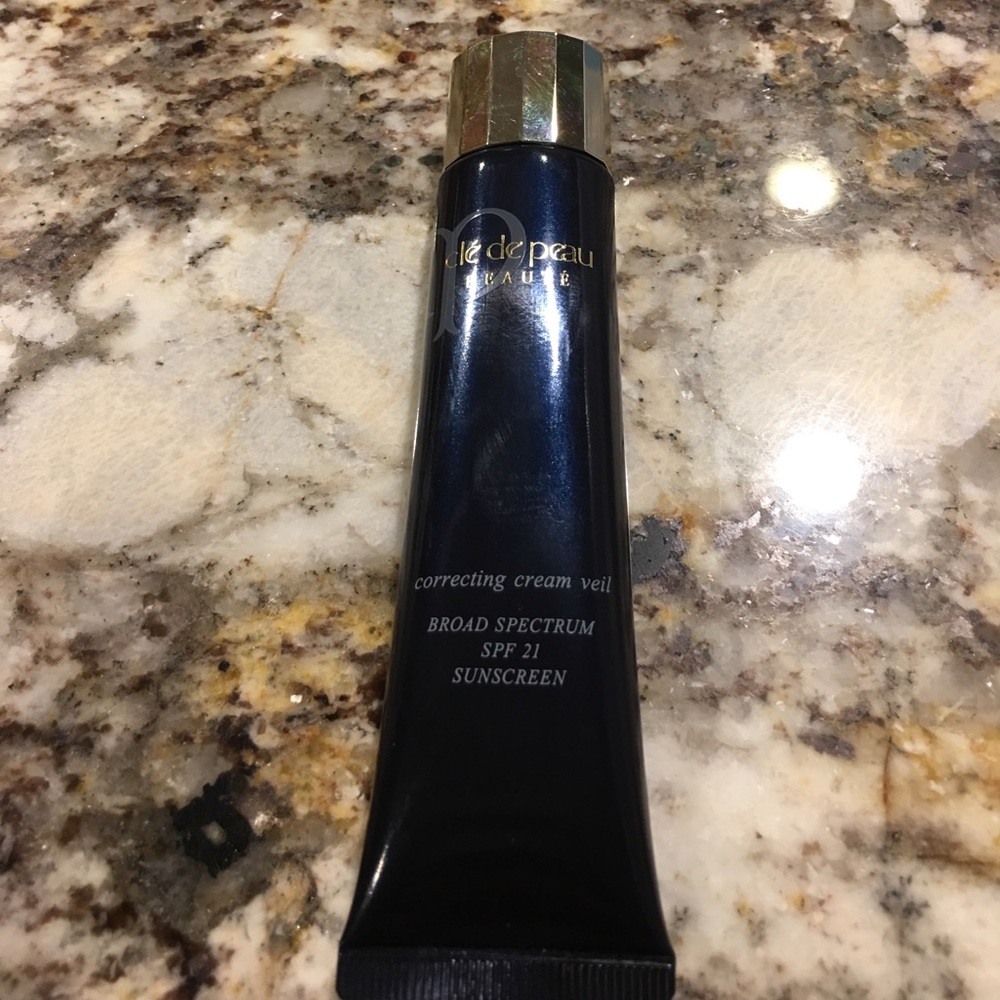 clé de peau
BEAUTÉ
correcting cream veil
BROAD SPECTRUM
SPF 21
SUNSCREEN